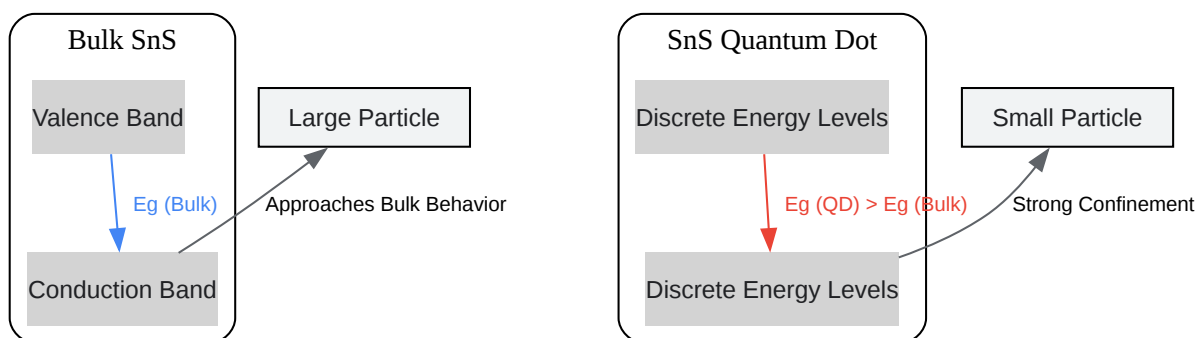 Bulk SnS
Valence Band
Large Particle
Eg (Bulk)
Approaches Bulk Behavior
Conduction Band
SnS Quantum Dot
Discrete Energy Levels
Small Particle
Eg (QD) > Eg (Bulk)
Strong Confinement
Discrete Energy Levels